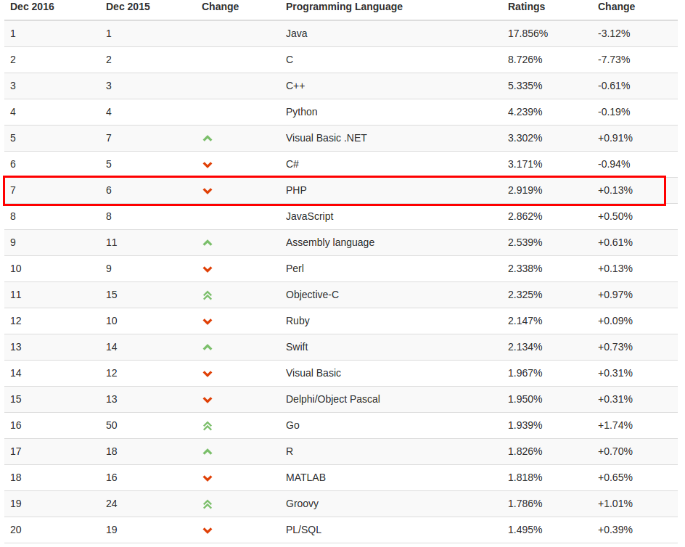 Dec 2016 Dec 2015 Change Programming Language Ratings Change
1 1 Java 17.856% -3.12%
2 2 C 8.726% -7.73%
3 3 C++ 5.335% -0.61%
4 4 Python 4.239% -0.19%
5 7 Visual Basic .NET 3.302% +0.91%
6 5 C# 3.171% -0.94%
7 6 PHP 2.919% +0.13%
8 8 JavaScript 2.862% +0.50%
9 11 Assembly language 2.539% +0.61%
10 9 Perl 2.338% +0.13%
11 15 Objective-C 2.325% +0.97%
12 10 Ruby 2.147% +0.09%
13 14 Swift 2.134% +0.73%
14 12 Visual Basic 1.967% +0.31%
15 13 Delphi/Object Pascal 1.950% +0.31%
16 50 Go 1.939% +1.74%
17 18 R 1.826% +0.70%
18 16 MATLAB 1.818% +0.65%
19 24 Groovy 1.786% +1.01%
20 19 PL/SQL 1.495% +0.39%